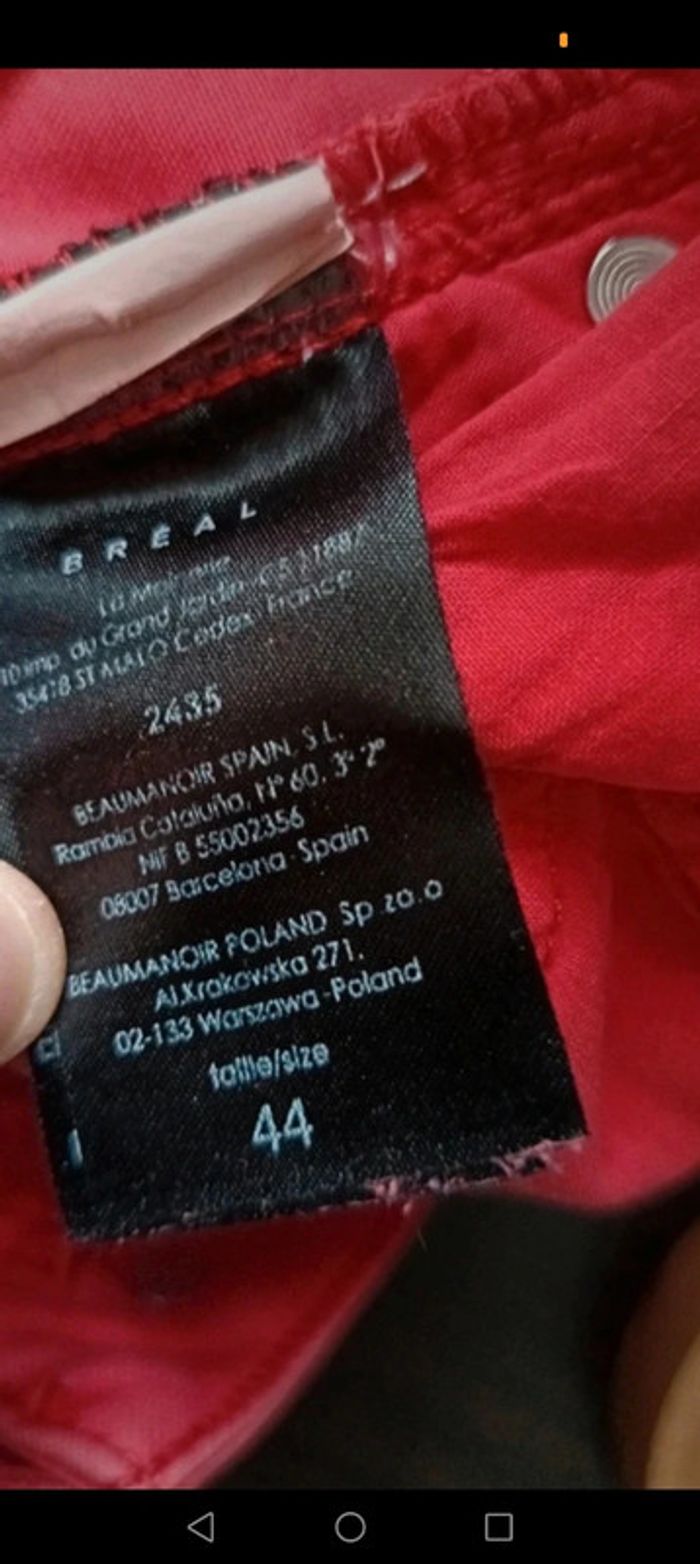 BRÉAL
La
10 imp. du Grand Jardin CS 11887
35418 ST MALO Cedex France
2435
BEAUMANOIR SPAIN, S.L.
Rambla Cataluña, Nº 60, 3º 2ª
NIF B 55002356
08007 Barcelona - Spain
BEAUMANOIR POLAND Sp zo.o
Al.Krakowska 271.
02-133 Warszawa-Poland
taille/size
44